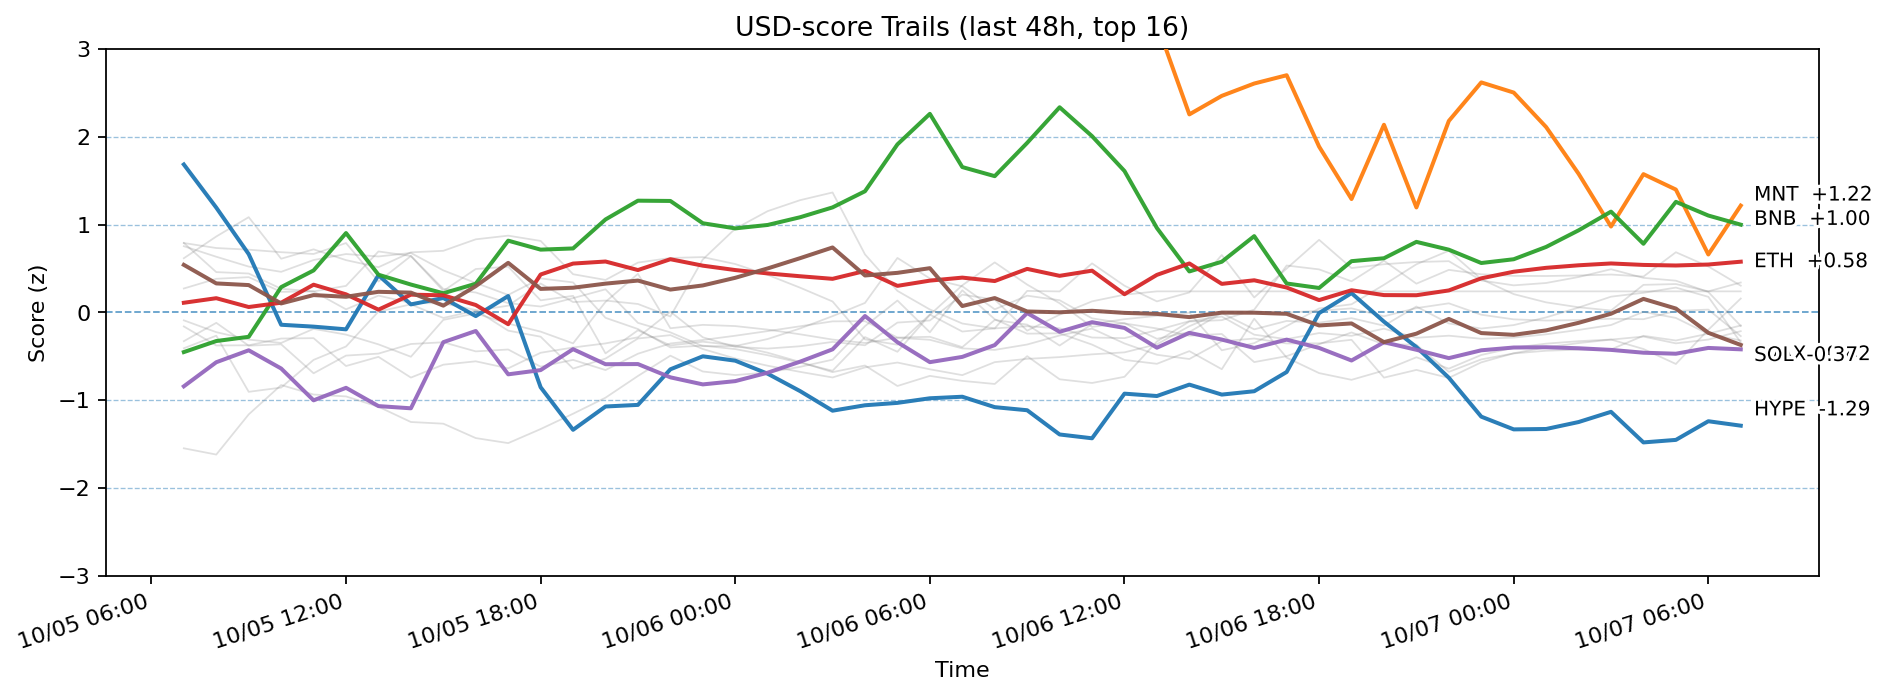 USD-score Trails (last 48h, top 16)
3
2
1
0
−1
−2
−3
Score (z)
MNT +1.22
BNB +1.00
ETH +0.58
HYPE -1.29
10/05 06:00
10/05 12:00
10/05 18:00
10/06 00:00
10/06 06:00
10/06 12:00
10/06 18:00
10/07 00:00
10/07 06:00
Time